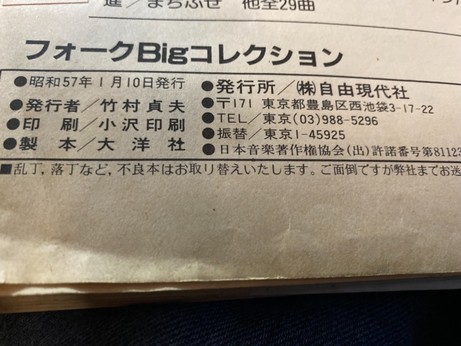 進／まちぶせ 他全29曲
フォークBigコレクション
●昭和57年1月10日発行
●発行者／竹村貞夫
●印刷／小沢印刷
●製本／大洋社
●発行所／(株)自由現代社
●〒171 東京都豊島区西池袋3-17-22
●TEL／東京(03)988-5296
●振替／東京1-45925
●日本音楽著作権協会(出)許諾番号第81123
■乱丁、落丁など、不良本はお取り替えいたします。ご面倒ですが弊社までお送